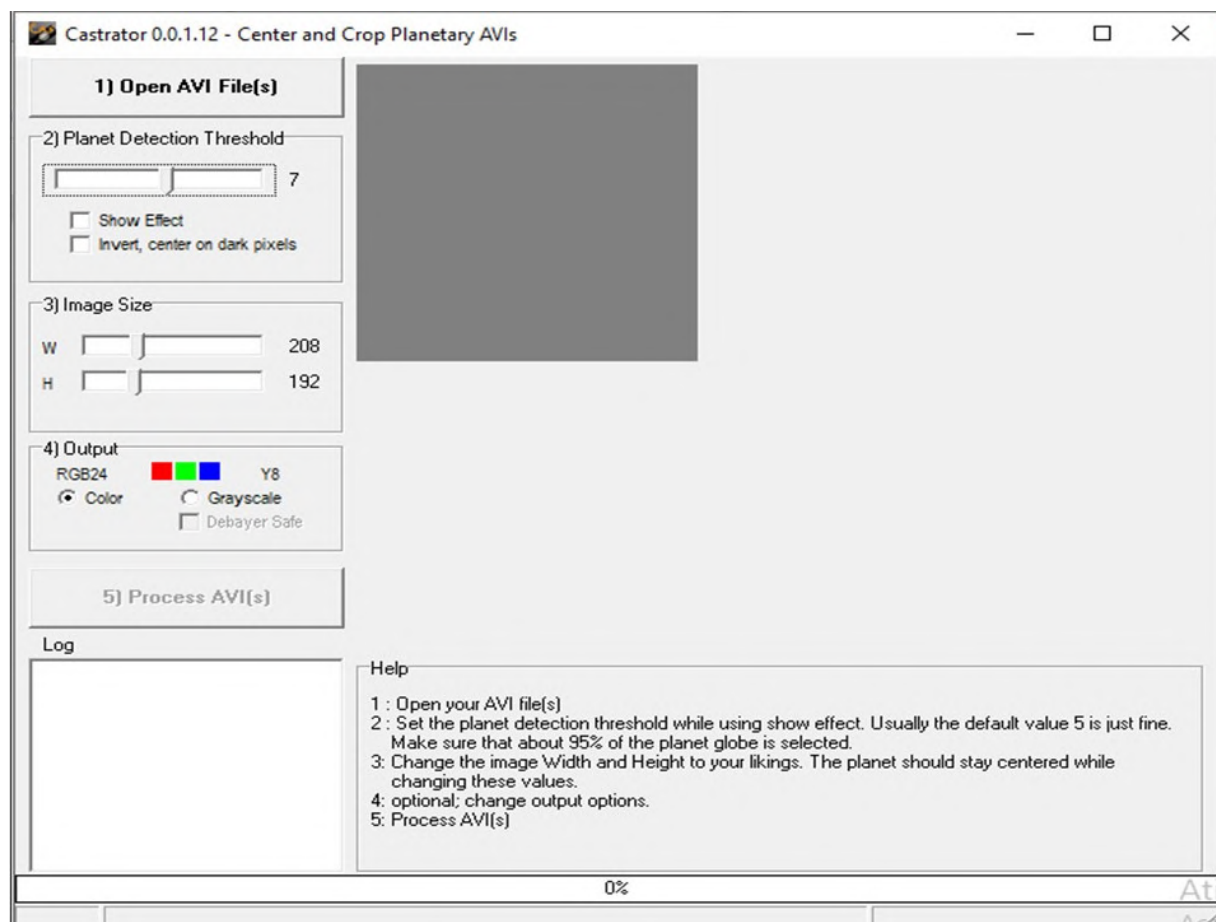 Castrator 0.0.1.12 - Center and Crop Planetary AVIs
1) Open AVI File(s)
2) Planet Detection Threshold
7
Show Effect
Invert, center on dark pixels
3) Image Size
W 208
H 192
4) Output
RGB24 Y8
Color Grayscale
Debayer Safe
5) Process AVI(s)
Log
Help
1 : Open your AVI file(s)
2 : Set the planet detection threshold while using show effect. Usually the default value 5 is just fine.
Make sure that about 95% of the planet globe is selected.
3: Change the image Width and Height to your likings. The planet should stay centered while
changing these values.
4: optional; change output options.
5: Process AVI(s)
0%